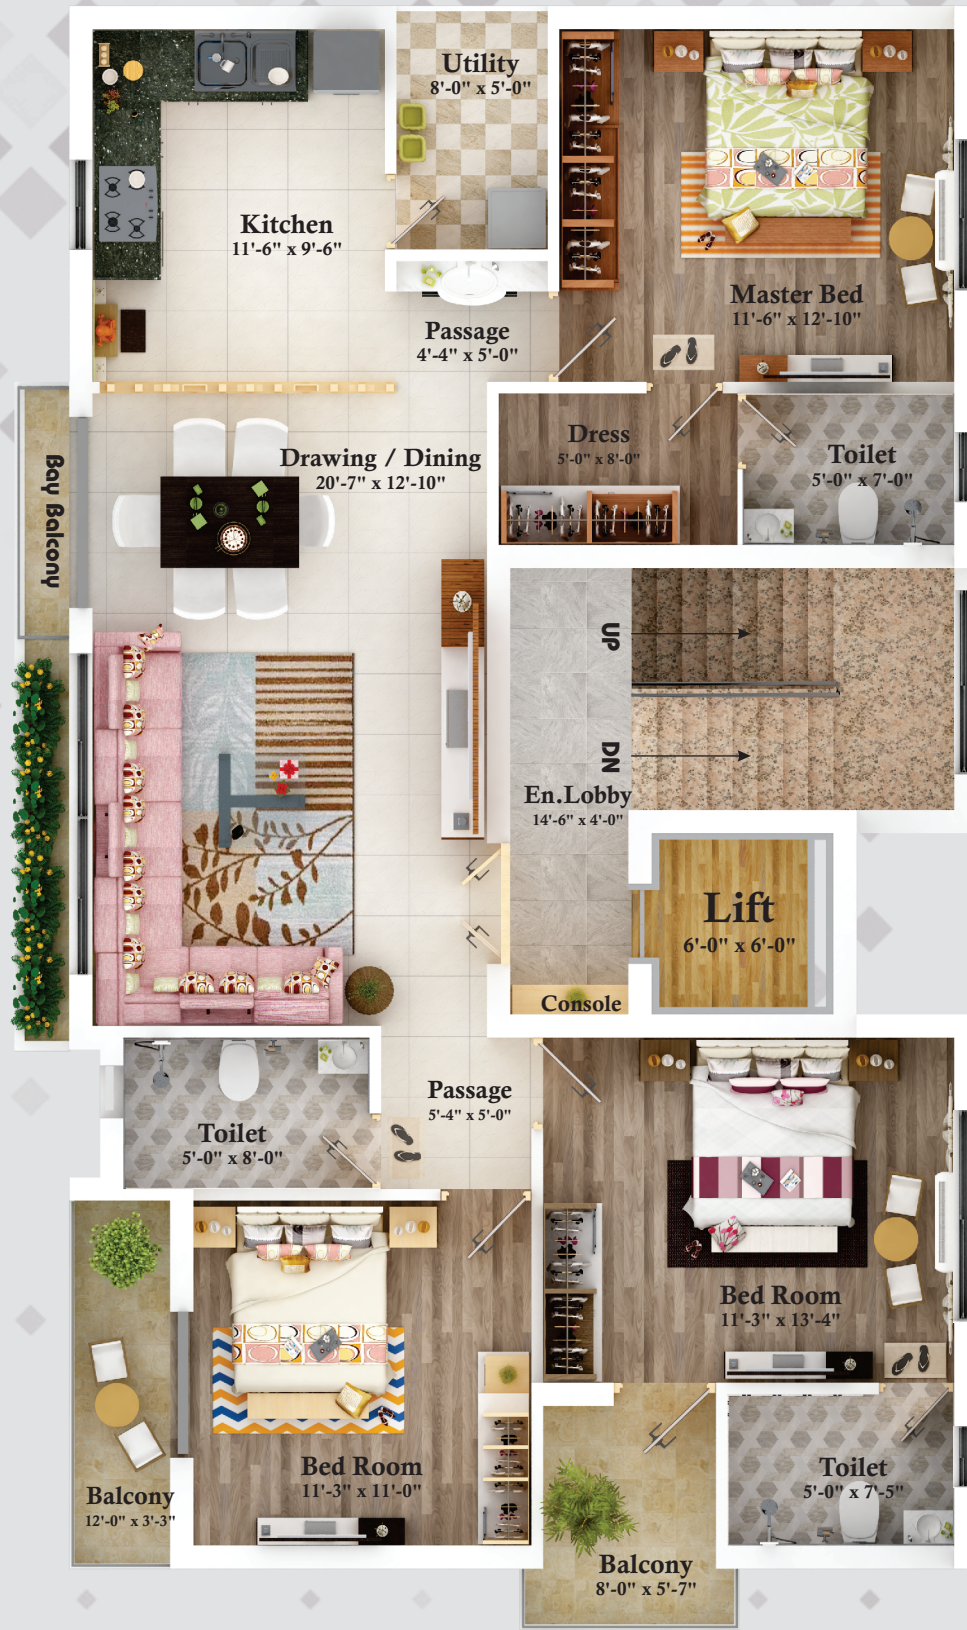 Utility
8'-0" x 5'-0"
Kitchen
11'-6" x 9'-6"
Master Bed
11'-6" x 12'-10"
Passage
4'-4" x 5'-0"
Drawing / Dining
20'-7" x 12'-10"
Dress
5'-0" x 8'-0"
Toilet
5'-0" x 7'-0"
Bay Balcony
UP
DN
En.Lobby
14'-6" x 4'-0"
Lift
6'-0" x 6'-0"
Console
Passage
5'-4" x 5'-0"
Toilet
5'-0" x 8'-0"
Bed Room
11'-3" x 13'-4"
Bed Room
11'-3" x 11'-0"
Balcony
12'-0" x 3'-3"
Toilet
5'-0" x 7'-5"
Balcony
8'-0" x 5'-7"